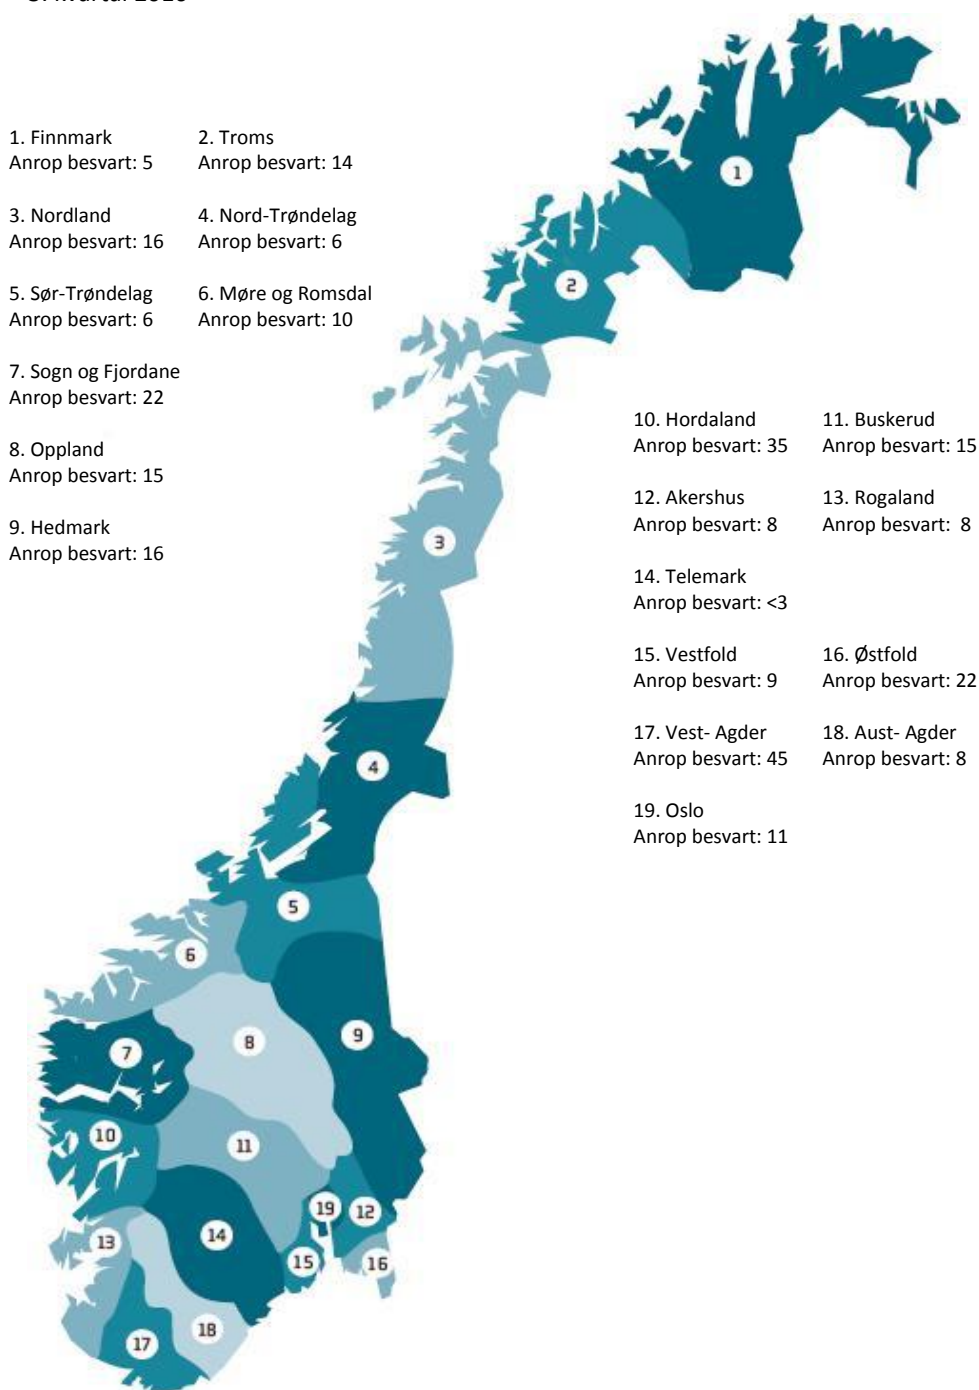 kvartal
1. Finnmark 2. Troms
Anrop besvart: 5 Anrop besvart: 14
3. Nordland 4. Nord-Trøndelag
Anrop besvart: 16 Anrop besvart: 6
5. Sør-Trøndelag 6. Møre og Romsdal
Anrop besvart: 6 Anrop besvart: 10
7. Sogn og Fjordane
Anrop besvart: 22
8. Oppland
Anrop besvart: 15
9. Hedmark
Anrop besvart: 16
10. Hordaland 11. Buskerud
Anrop besvart: 35 Anrop besvart: 15
12. Akershus 13. Rogaland
Anrop besvart: 8 Anrop besvart: 8
14. Telemark
Anrop besvart: <3
15. Vestfold 16. Østfold
Anrop besvart: 9 Anrop besvart: 22
17. Vest- Agder 18. Aust- Agder
Anrop besvart: 45 Anrop besvart: 8
19. Oslo
Anrop besvart: 11
1
2
3
4
5
6
7
8
9
10
11
12
13
14
15
16
17
18
19